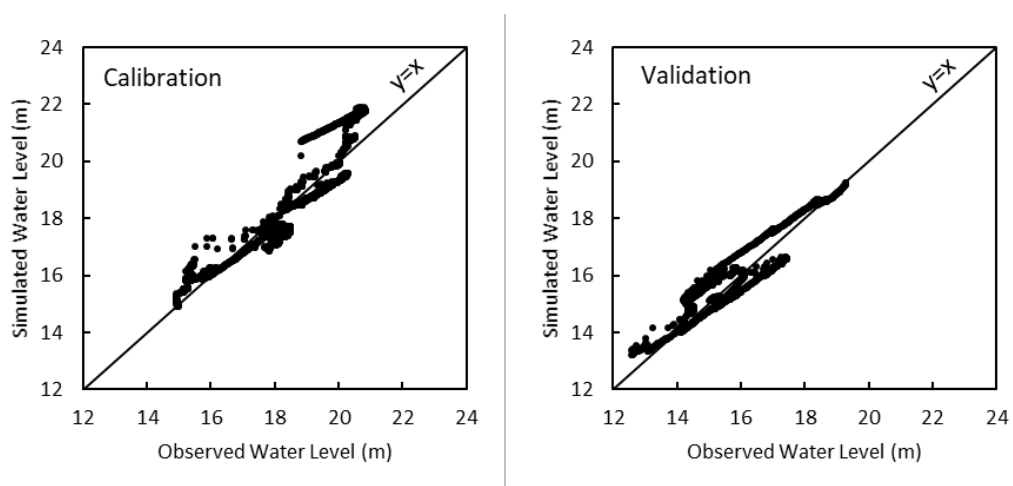 Calibration
y=x
24
22
20
18
16
14
12
Simulated Water Level (m)
12 14 16 18 20 22 24
Observed Water Level (m)
Validation
y=x
24
22
20
18
16
14
12
Simulated Water Level (m)
12 14 16 18 20 22 24
Observed Water Level (m)